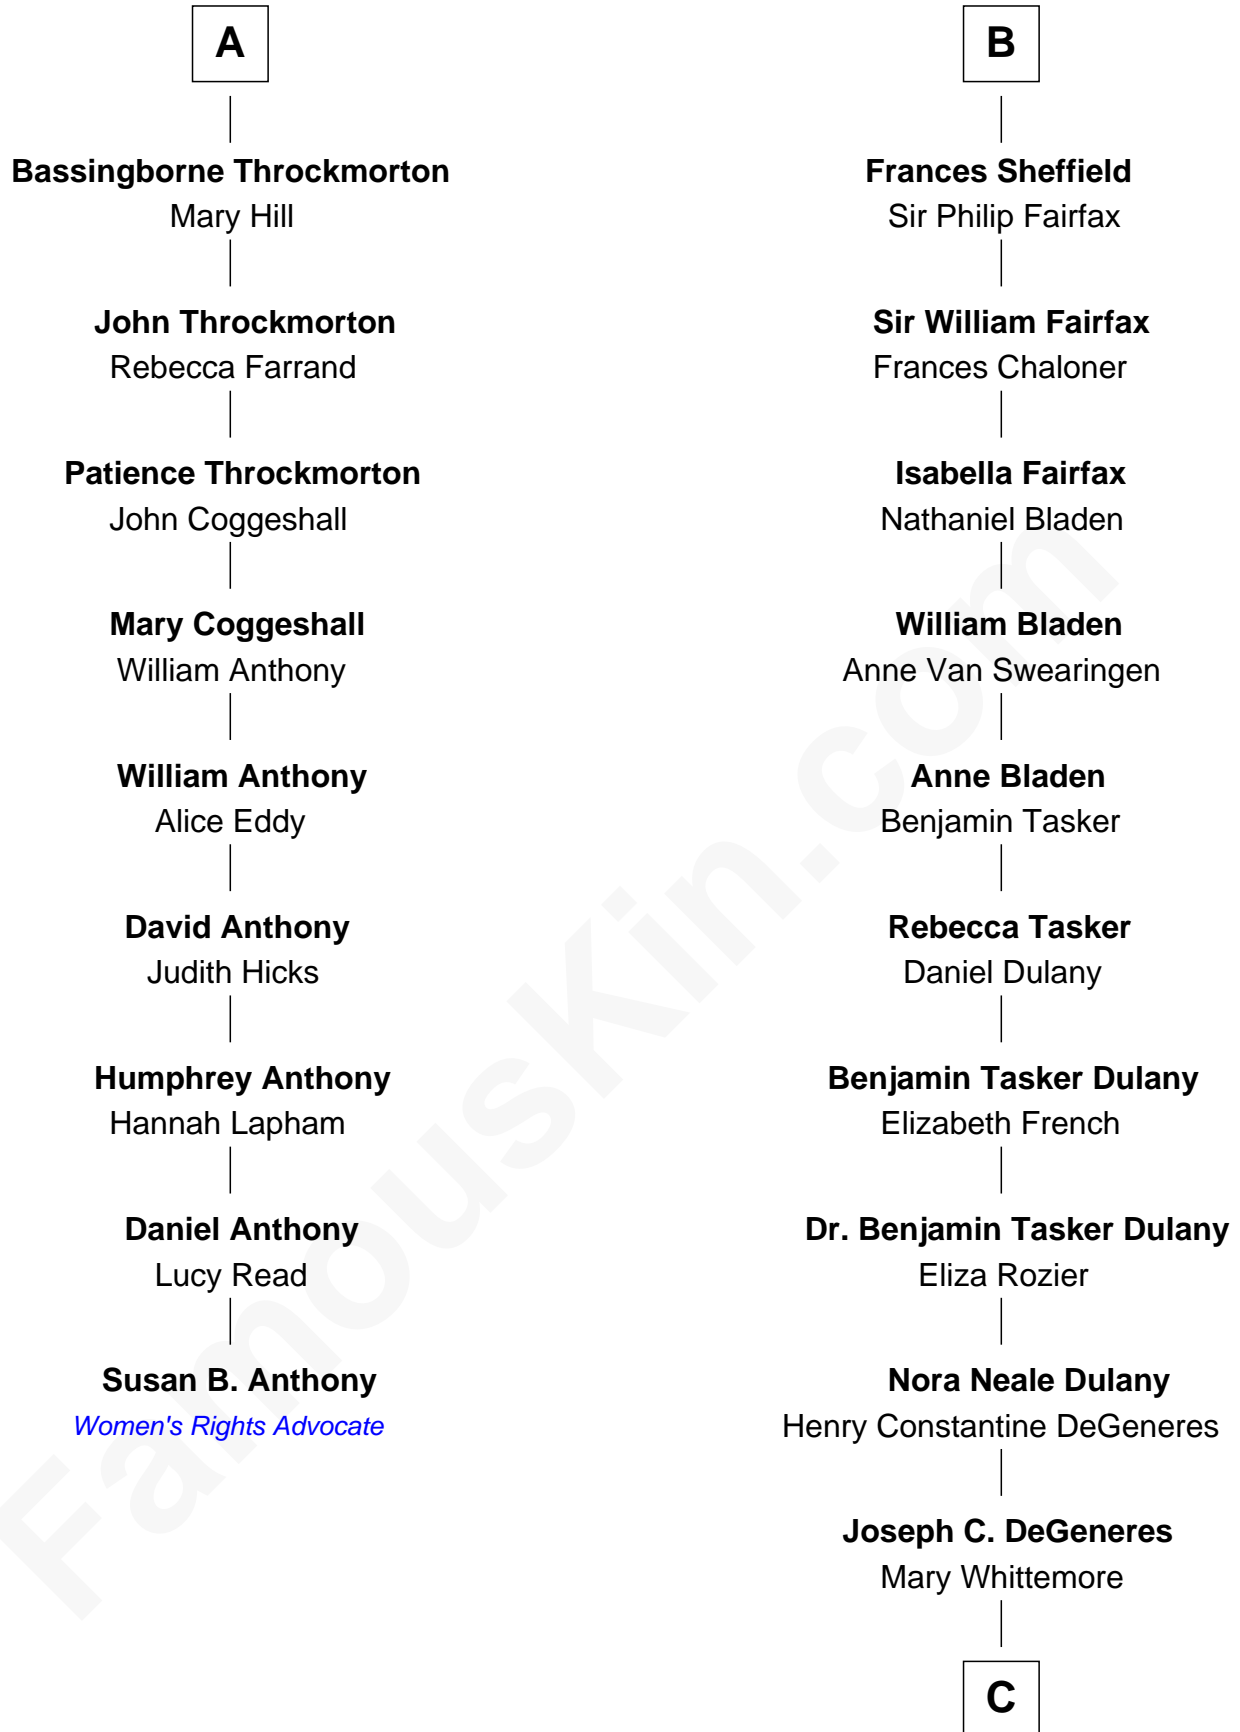 A
Bassingborne Throckmorton
Mary Hill
John Throckmorton
Rebecca Farrand
Patience Throckmorton
John Coggeshall
Mary Coggeshall
William Anthony
William Anthony
Alice Eddy
David Anthony
Judith Hicks
Humphrey Anthony
Hannah Lapham
Daniel Anthony
Lucy Read
Susan B. Anthony
Women's Rights Advocate
B
Frances Sheffield
Sir Philip Fairfax
Sir William Fairfax
Frances Chaloner
Isabella Fairfax
Nathaniel Bladen
William Bladen
Anne Van Swearingen
Anne Bladen
Benjamin Tasker
Rebecca Tasker
Daniel Dulany
Benjamin Tasker Dulany
Elizabeth French
Dr. Benjamin Tasker Dulany
Eliza Rozier
Nora Neale Dulany
Henry Constantine DeGeneres
Joseph C. DeGeneres
Mary Whittemore
C
FamousKin.com